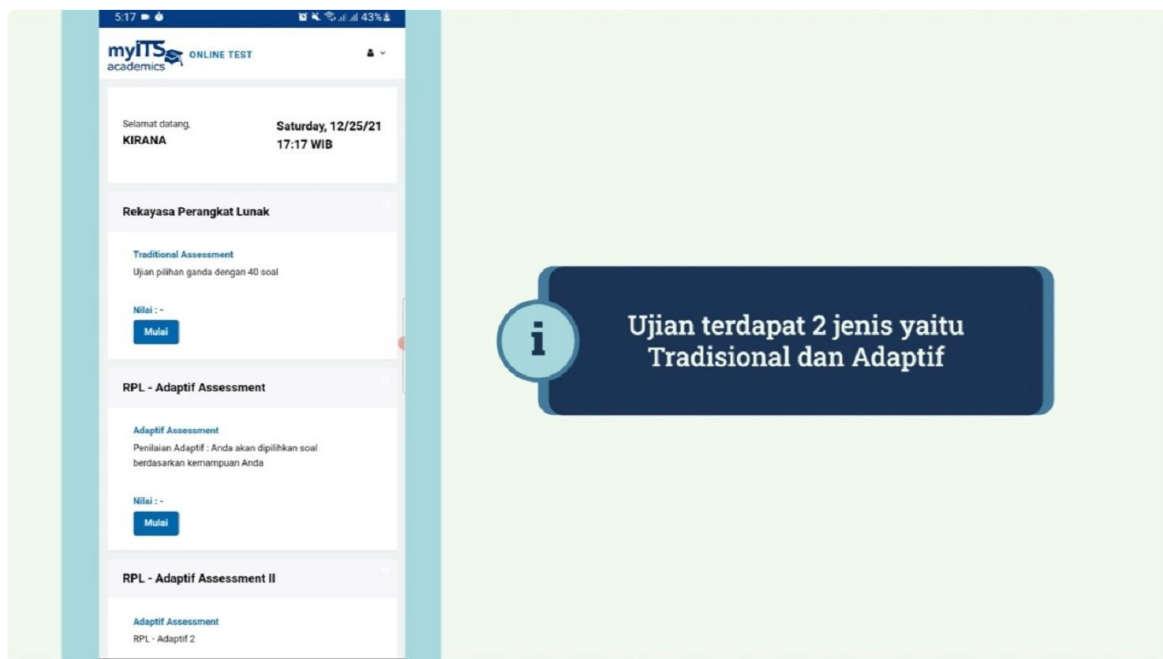 5:17
43%
myITS
academics
ONLINE TEST
Selamat datang,
KIRANA
Saturday, 12/25/21
17:17 WIB
Rekayasa Perangkat Lunak
Traditional Assessment
Ujian pilihan ganda dengan 40 soal
Nilai : -
Mulai
RPL - Adaptif Assessment
Adaptif Assessment
Penilaian Adaptif : Anda akan dipilihkan soal
berdasarkan kemampuan Anda
Nilai : -
Mulai
RPL - Adaptif Assessment II
Adaptif Assessment
RPL - Adaptif 2
i
Ujian terdapat 2 jenis yaitu
Tradisional dan Adaptif